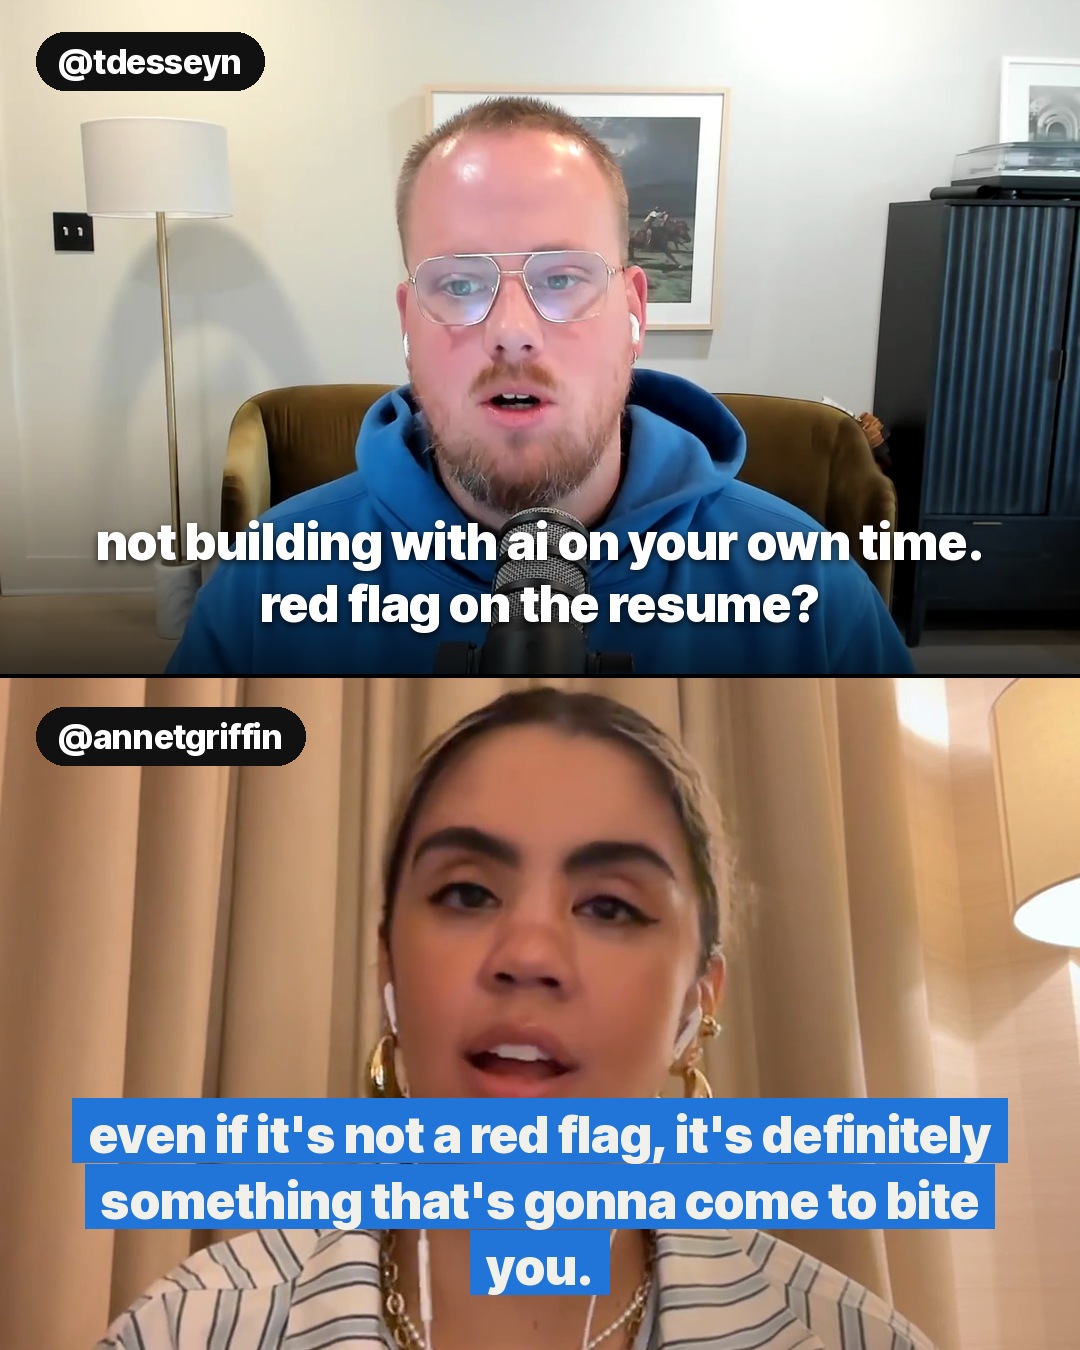 @tdesseyn
not building with ai on your own time.
red flag on the resume?
@annetgriffin
even if it's not a red flag, it's definitely
something that's gonna come to bite
you.